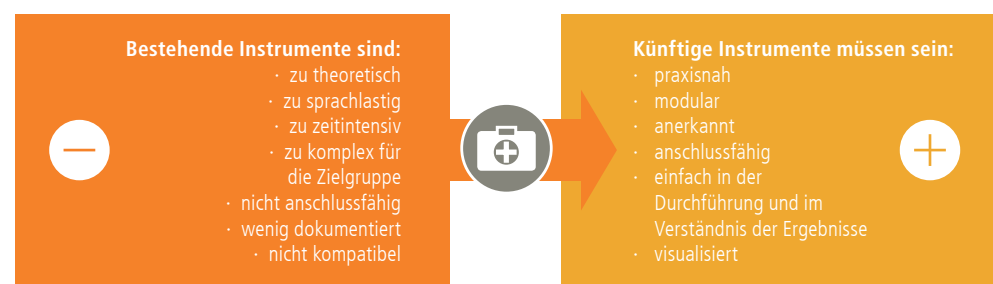 Bestehende Instrumente sind:
· zu theoretisch
· zu sprachlastig
· zu zeitintensiv
· zu komplex für
die Zielgruppe
· nicht anschlussfähig
· wenig dokumentiert
· nicht kompatibel
Künftige Instrumente müssen sein:
· praxisnah
· modular
· anerkannt
· anschlussfähig
· einfach in der
Durchführung und im
Verständnis der Ergebnisse
· visualisiert